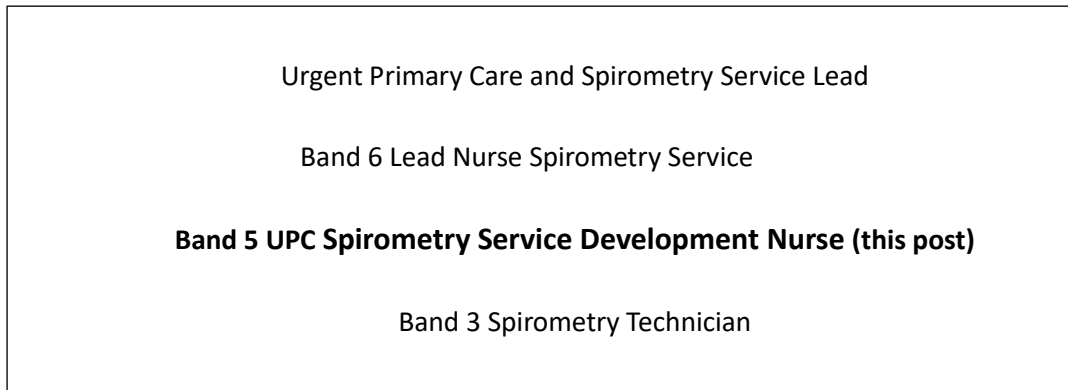 Urgent Primary Care and Spirometry Service Lead
Band 6 Lead Nurse Spirometry Service
Band 5 UPC Spirometry Service Development Nurse (this post)
Band 3 Spirometry Technician